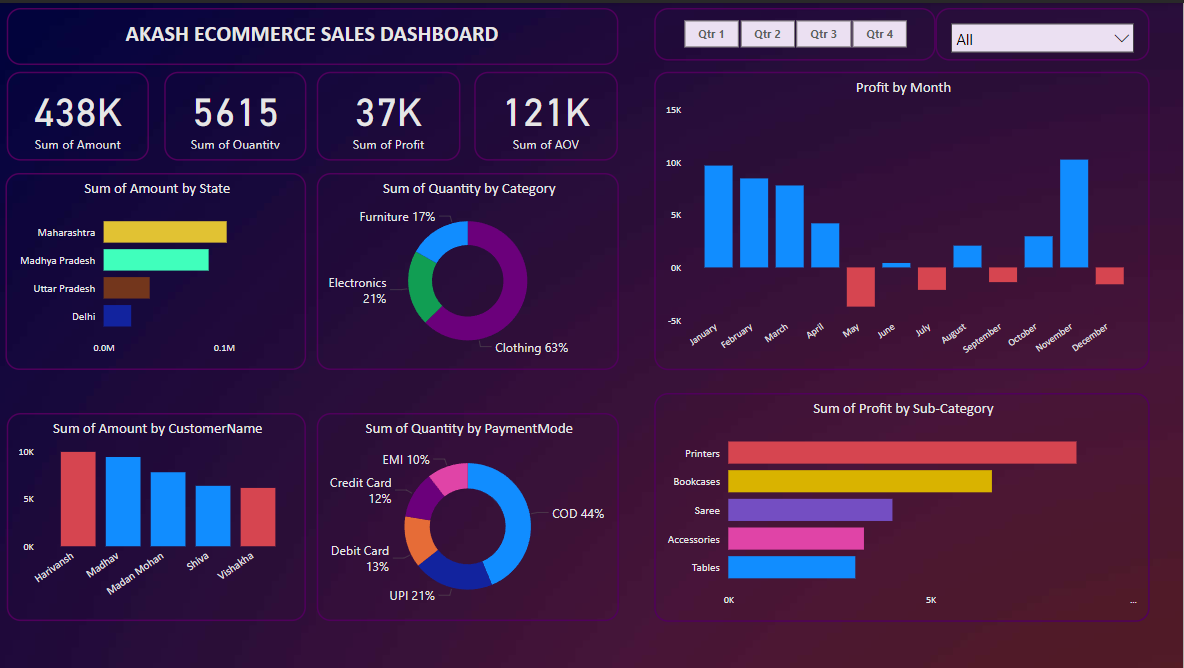 AKASH ECOMMERCE SALES DASHBOARD
Qtr 1
Qtr 2
Qtr 3
Qtr 4
All
438K
Sum of Amount
5615
Sum of Quantity
37K
Sum of Profit
121K
Sum of AOV
Sum of Amount by State
Maharashtra
Madhya Pradesh
Uttar Pradesh
Delhi
0.0M
0.1M
Sum of Quantity by Category
Furniture 17%
Electronics
21%
Clothing 63%
Profit by Month
15K
10K
5K
0K
-5K
January
February
March
April
May
June
July
August
September
October
November
December
Sum of Amount by CustomerName
10K
5K
0K
Harivansh
Madhav
Madan Mohan
Shiva
Vishakha
Sum of Quantity by PaymentMode
EMI 10%
Credit Card
12%
COD 44%
Debit Card
13%
UPI 21%
Sum of Profit by Sub-Category
Printers
Bookcases
Saree
Accessories
Tables
0K
5K
...